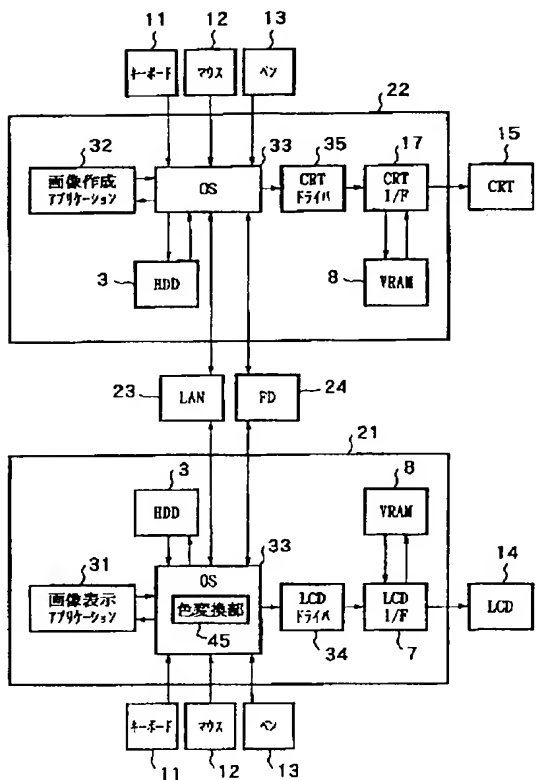 11
12
13
キーボード
マウス
ペン
22
32
33
35
17
15
画像作成
アプリケーション
OS
CRT
ドライバ
CRT
I/F
CRT
3
HDD
8
VRAM
23
LAN
FD
24
21
3
HDD
8
VRAM
31
OS
33
14
画像表示
アプリケーション
色変換部
45
LCD
ドライバ
34
LCD
I/F
7
LCD
キーボード
マウス
ペン
11
12
13